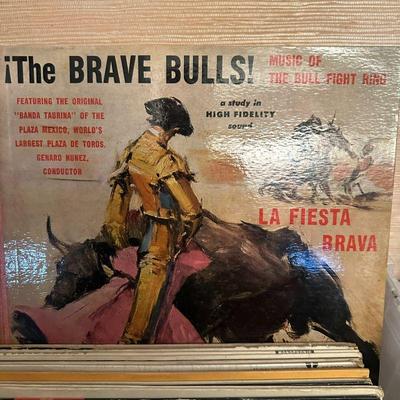 ¡The BRAVE BULLS!
MUSIC OF
THE BULL FIGHT RING
FEATURING THE ORIGINAL
"BANDA TAURINA" OF THE
PLAZA MEXICO, WORLD'S
LARGEST PLAZA DE TOROS.
GENARO NUNEZ,
CONDUCTOR
a study in
HIGH FIDELITY
sound
LA FIESTA
BRAVA